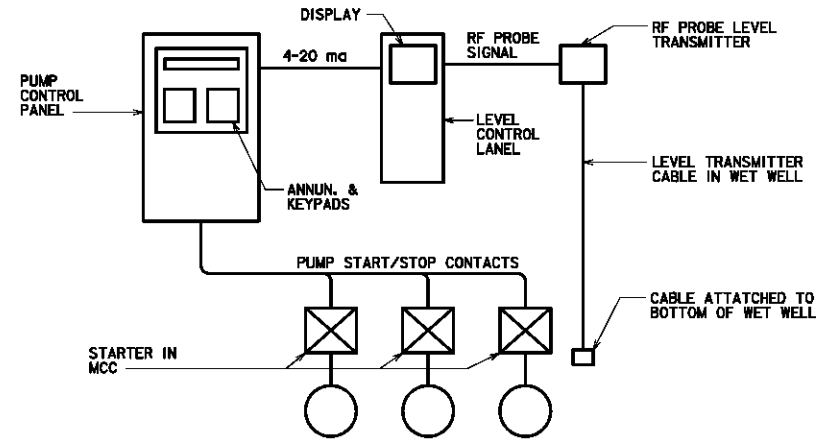 DISPLAY
4-20 ma
RF PROBE
SIGNAL
RF PROBE LEVEL
TRANSMITTER
PUMP
CONTROL
PANEL
LEVEL
CONTROL
LANEL
LEVEL TRANSMITTER
CABLE IN WET WELL
ANNUN. &
KEYPADS
PUMP START/STOP CONTACTS
CABLE ATTATCHED TO
BOTTOM OF WET WELL
STARTER IN
MCC